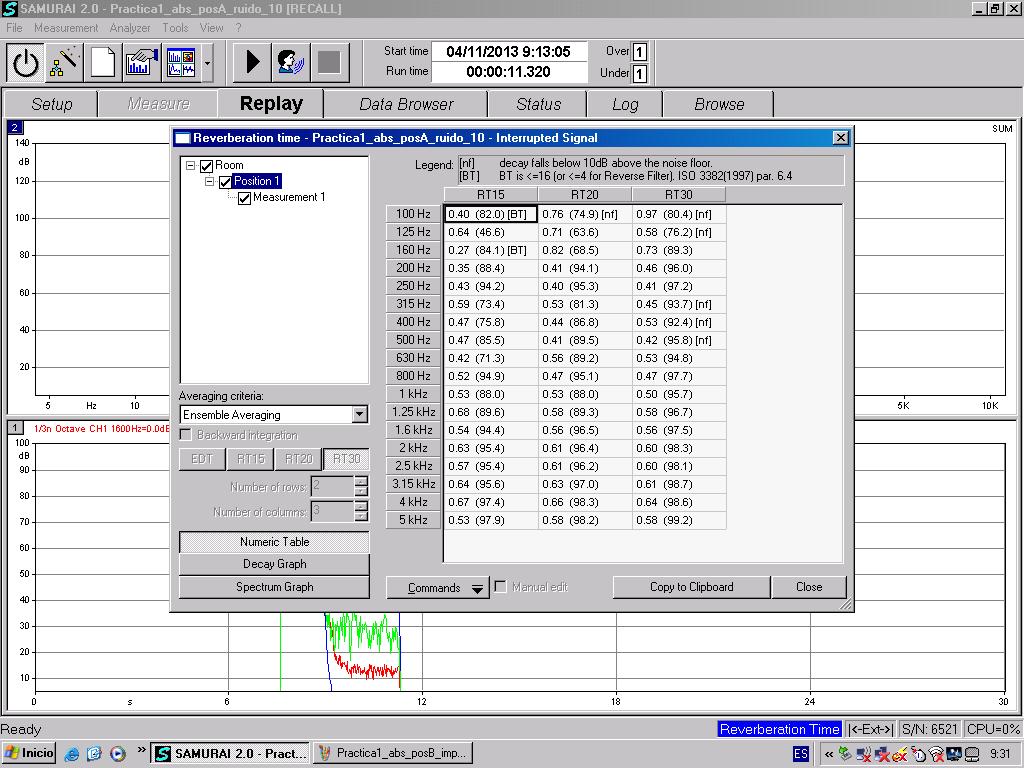 SAMURAI 2.0 - Practica1_abs_posA_ruido_10 [RECALL]
File Measurement Analyzer Tools View ?
Start time 04/11/2013 9:13:05 Over 1
Run time 00:00:11.320 Under 1
Setup Measure Replay Data Browser Status Log Browse
2 SUM
140
dB
120
100
80
60
40
20
5 Hz 10 5K 10K
Reverberation time - Practica1_abs_posA_ruido_10 - Interrupted Signal
Room
Position 1
Measurement 1
Averaging criteria:
Ensemble Averaging
Backward integration
EDT RT15 RT20 RT30
Number of rows: 2
Number of columns: 3
Numeric Table
Decay Graph
Spectrum Graph
Legend: [nf] decay falls below 10dB above the noise floor.
[BT] BT is <=16 (or <=4 for Reverse Filter). ISO 3382(1997) par. 6.4
RT15 RT20 RT30
100 Hz 0.40 (82.0) [BT] 0.76 (74.9) [nf] 0.97 (80.4) [nf]
125 Hz 0.64 (46.6) 0.71 (63.6) 0.58 (76.2) [nf]
160 Hz 0.27 (84.1) [BT] 0.82 (68.5) 0.73 (89.3)
200 Hz 0.35 (88.4) 0.41 (94.1) 0.46 (96.0)
250 Hz 0.43 (94.2) 0.40 (95.3) 0.41 (97.2)
315 Hz 0.59 (73.4) 0.53 (81.3) 0.45 (93.7) [nf]
400 Hz 0.47 (75.8) 0.44 (86.8) 0.53 (92.4) [nf]
500 Hz 0.47 (85.5) 0.41 (89.5) 0.42 (95.8) [nf]
630 Hz 0.42 (71.3) 0.56 (89.2) 0.53 (94.8)
800 Hz 0.52 (94.9) 0.47 (95.1) 0.47 (97.7)
1 kHz 0.53 (88.0) 0.53 (88.0) 0.50 (95.7)
1.25 kHz 0.68 (89.6) 0.58 (89.3) 0.58 (96.7)
1.6 kHz 0.54 (94.4) 0.56 (96.5) 0.56 (97.5)
2 kHz 0.63 (95.4) 0.61 (96.4) 0.60 (98.3)
2.5 kHz 0.57 (95.4) 0.61 (96.2) 0.60 (98.1)
3.15 kHz 0.64 (95.6) 0.63 (97.0) 0.61 (98.7)
4 kHz 0.67 (97.4) 0.66 (98.3) 0.64 (98.6)
5 kHz 0.53 (97.9) 0.58 (98.2) 0.58 (99.2)
Commands Manual edit Copy to Clipboard Close
1 1/3n Octave CH1 1600Hz=0.0dB
100
dB
90
80
70
60
50
40
30
20
10
0 s 6 12 18 24 30
Ready Reverberation Time |<-Ext->| S/N: 6521 CPU=0%
Inicio » SAMURAI 2.0 - Pract... Practica1_abs_posB_imp... ES « 9:31